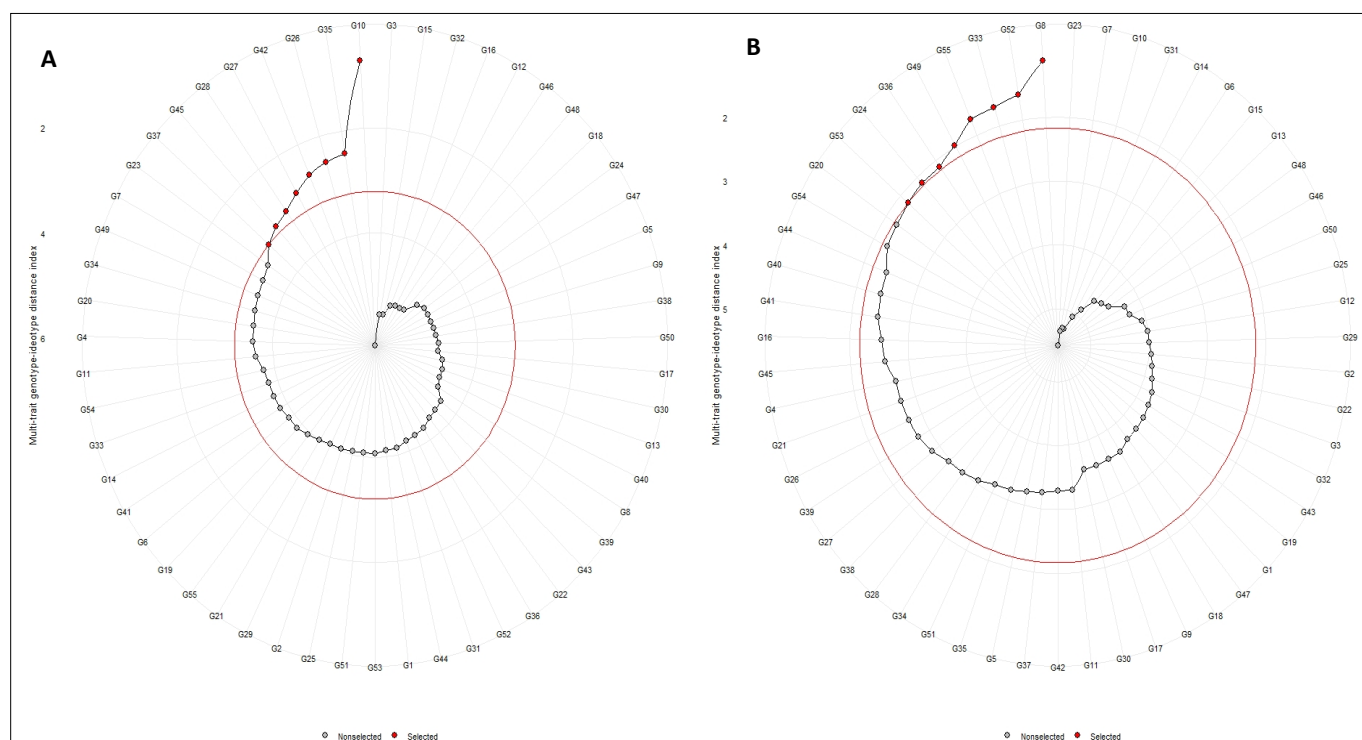 A
Multi-trait genotype-ideotype distance index
2
4
6
G10
G3
G15
G32
G16
G12
G46
G48
G18
G24
G47
G5
G9
G38
G50
G17
G30
G13
G40
G8
G39
G43
G22
G36
G52
G31
G44
G1
G53
G51
G25
G2
G29
G21
G55
G19
G6
G41
G14
G33
G54
G11
G4
G20
G34
G49
G7
G23
G37
G45
G28
G27
G42
G26
G35
Nonselected Selected
B
Multi-trait genotype-ideotype distance index
2
3
4
5
G8
G23
G7
G10
G31
G14
G6
G15
G13
G48
G46
G50
G25
G12
G29
G2
G22
G3
G32
G43
G19
G1
G47
G18
G9
G17
G30
G11
G42
G37
G5
G35
G51
G34
G28
G38
G27
G39
G26
G21
G4
G45
G16
G41
G40
G44
G54
G20
G53
G24
G36
G49
G55
G33
G52
Nonselected Selected